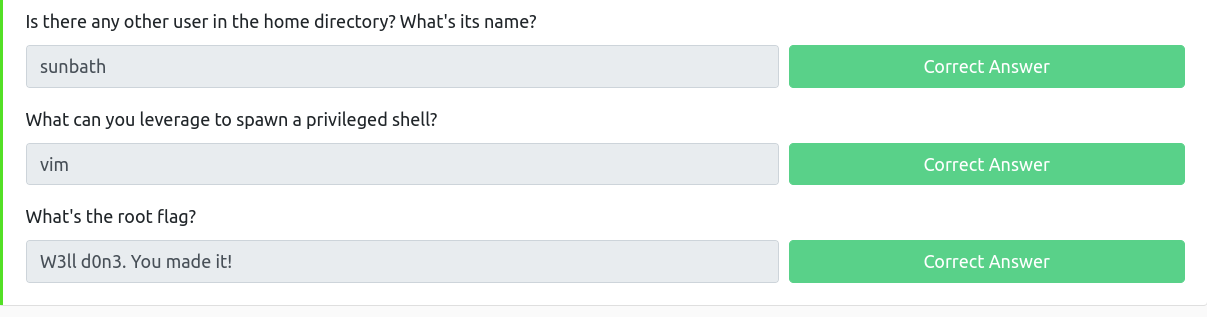 Is there any other user in the home directory? What's its name?
sunbath
Correct Answer
What can you leverage to spawn a privileged shell?
vim
Correct Answer
What's the root flag?
W3ll d0n3. You made it!
Correct Answer